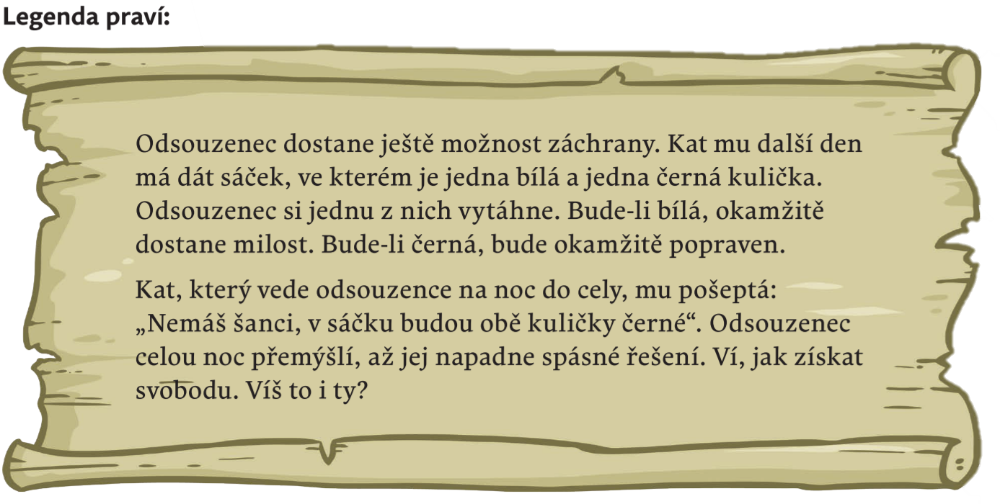 Legenda praví:
Odsouzenec dostane ještě možnost záchrany. Kat mu další den
má dát sáček, ve kterém je jedna bílá a jedna černá kulička.
Odsouzenec si jednu z nich vytáhne. Bude-li bílá, okamžitě
dostane milost. Bude-li černá, bude okamžitě popraven.
Kat, který vede odsouzence na noc do cely, mu pošeptá:
„Nemáš šanci, v sáčku budou obě kuličky černé“. Odsouzenec
celou noc přemýšlí, až jej napadne spásné řešení. Ví, jak získat
svobodu. Víš to i ty?